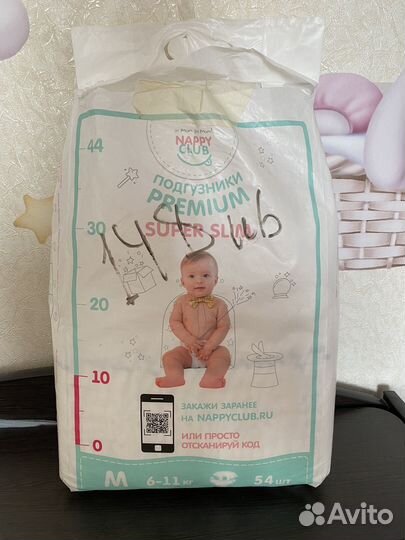 NAPPY
CLUB
44
ПОДГУЗНИКИ
PREMIUM
30
SUPER SLIM
20
10
0
ЗАКАЖИ ЗАРАНЕЕ
НА NAPPYCLUB.RU
ИЛИ ПРОСТО
ОТСКАНИРУЙ КОД
M
6-11 КГ
54 ШТ
Avito